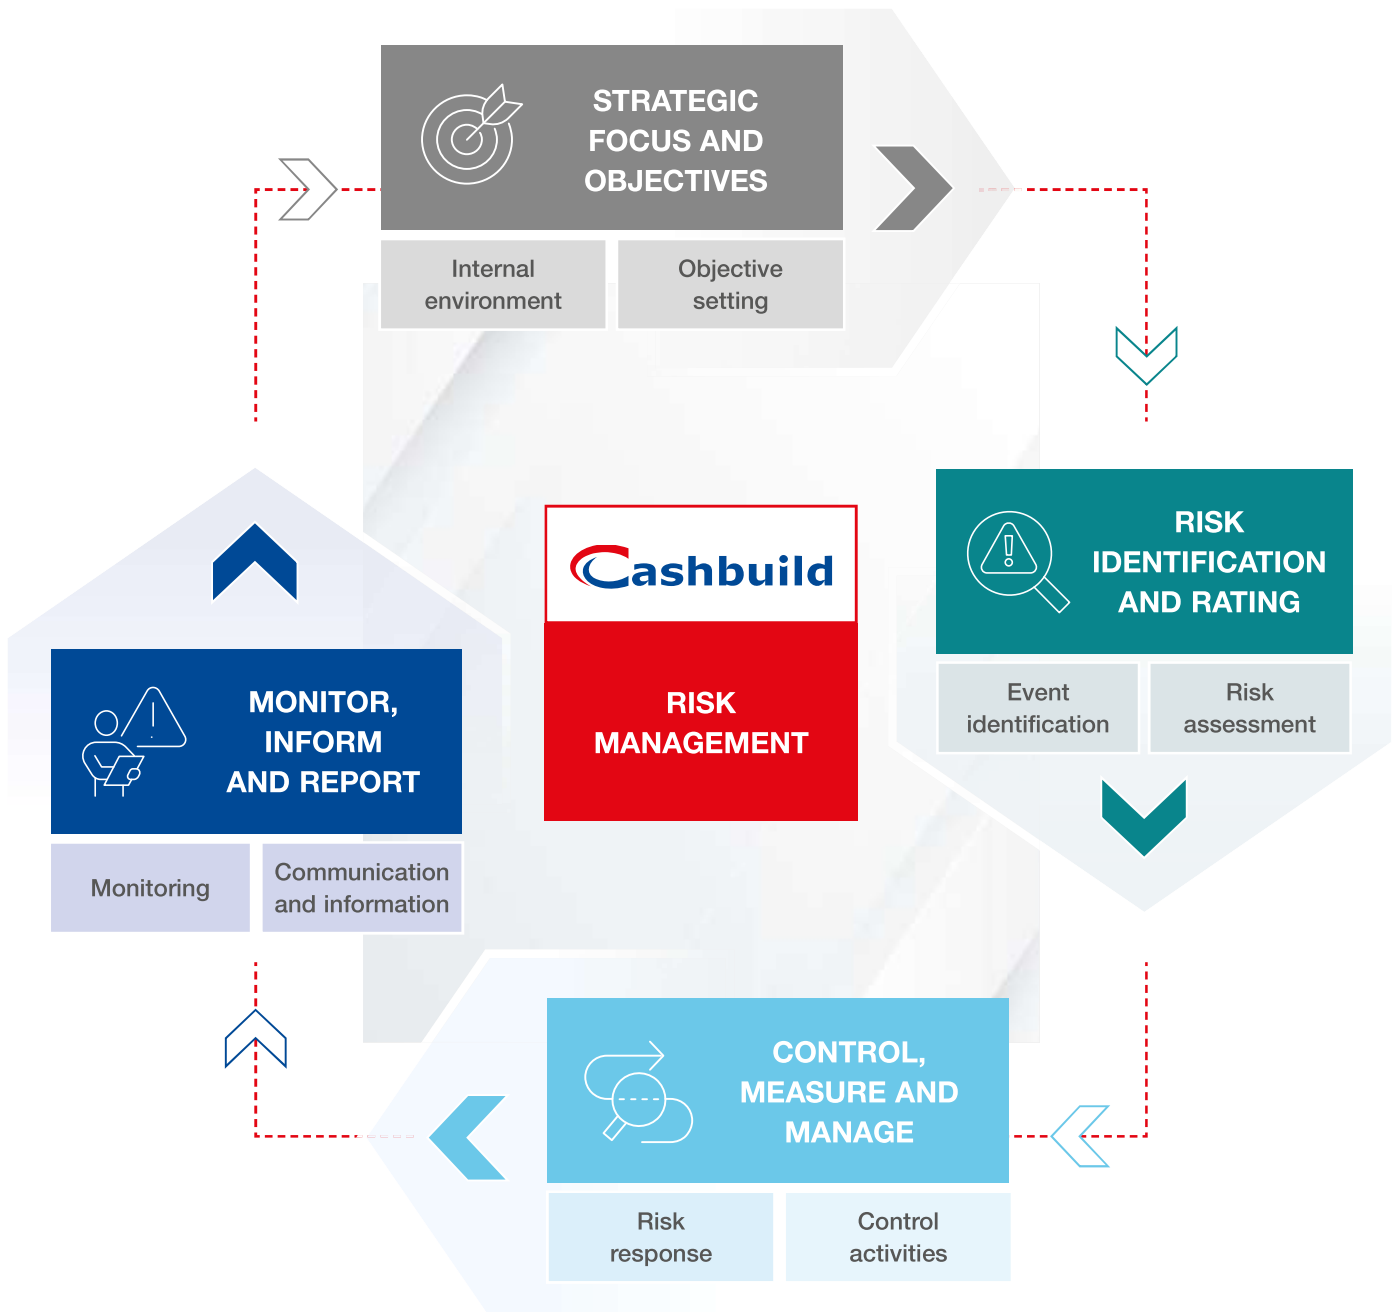 STRATEGIC
FOCUS AND
OBJECTIVES
Internal
environment
Objective
setting
RISK
IDENTIFICATION
AND RATING
Event
identification
Risk
assessment
Cashbuild
RISK
MANAGEMENT
MONITOR,
INFORM
AND REPORT
Monitoring
Communication
and information
CONTROL,
MEASURE AND
MANAGE
Risk
response
Control
activities